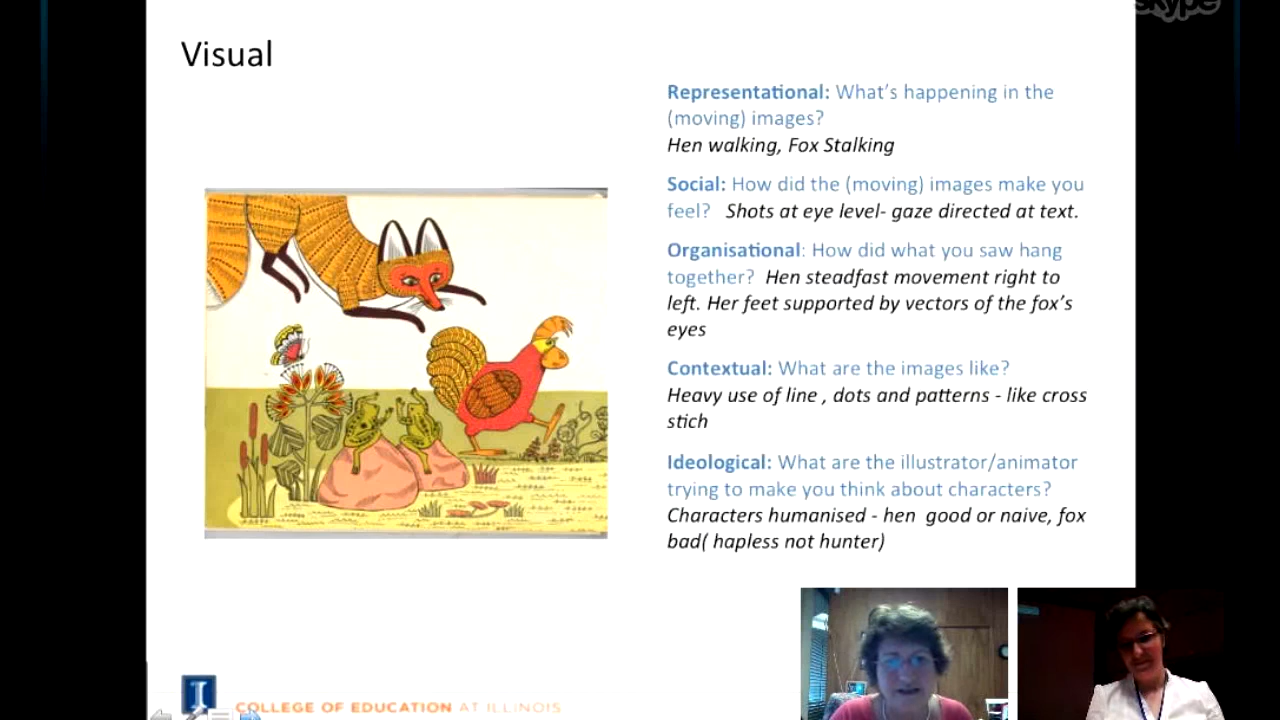 skype
Visual
Representational: What's happening in the
(moving) images?
Hen walking, Fox Stalking
Social: How did the (moving) images make you
feel? Shots at eye level- gaze directed at text.
Organisational: How did what you saw hang
together? Hen steadfast movement right to
left. Her feet supported by vectors of the fox's
eyes
Contextual: What are the images like?
Heavy use of line , dots and patterns - like cross
stich
Ideological: What are the illustrator/animator
trying to make you think about characters?
Characters humanised - hen good or naive, fox
bad( hapless not hunter)
I
COLLEGE OF EDUCATION AT ILLINOIS